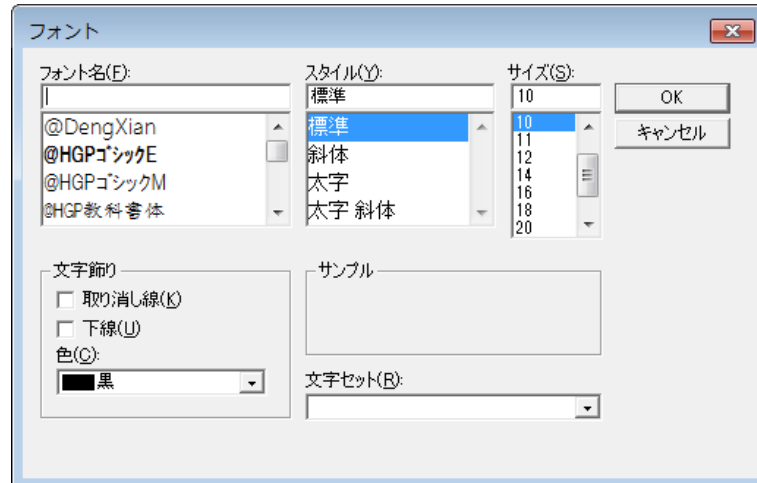 フォント
フォント名(F):
@DengXian
@HGPｺﾞｼｯｸE
@HGPｺﾞｼｯｸM
@HGP教科書体
スタイル(Y):
標準
標準
斜体
太字
太字 斜体
サイズ(S):
10
10
11
12
14
16
18
20
OK
キャンセル
文字飾り
取り消し線(K)
下線(U)
色(C):
黒
サンプル
文字セット(R):